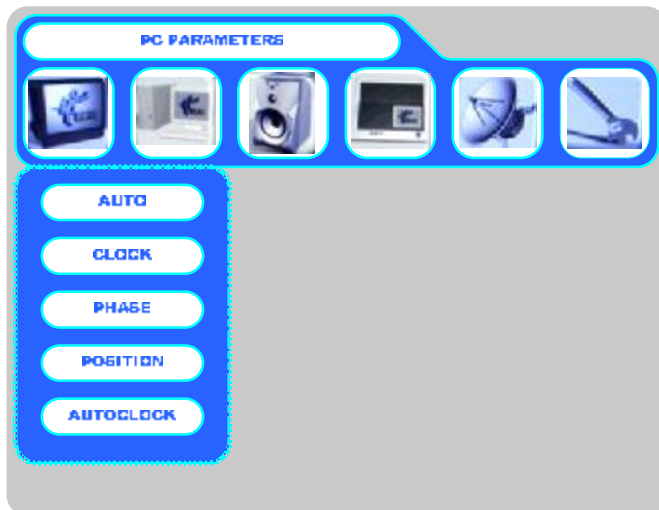 PC PARAMETERS
AUTO
CLOCK
PHASE
POSITION
AUTOCLOCK